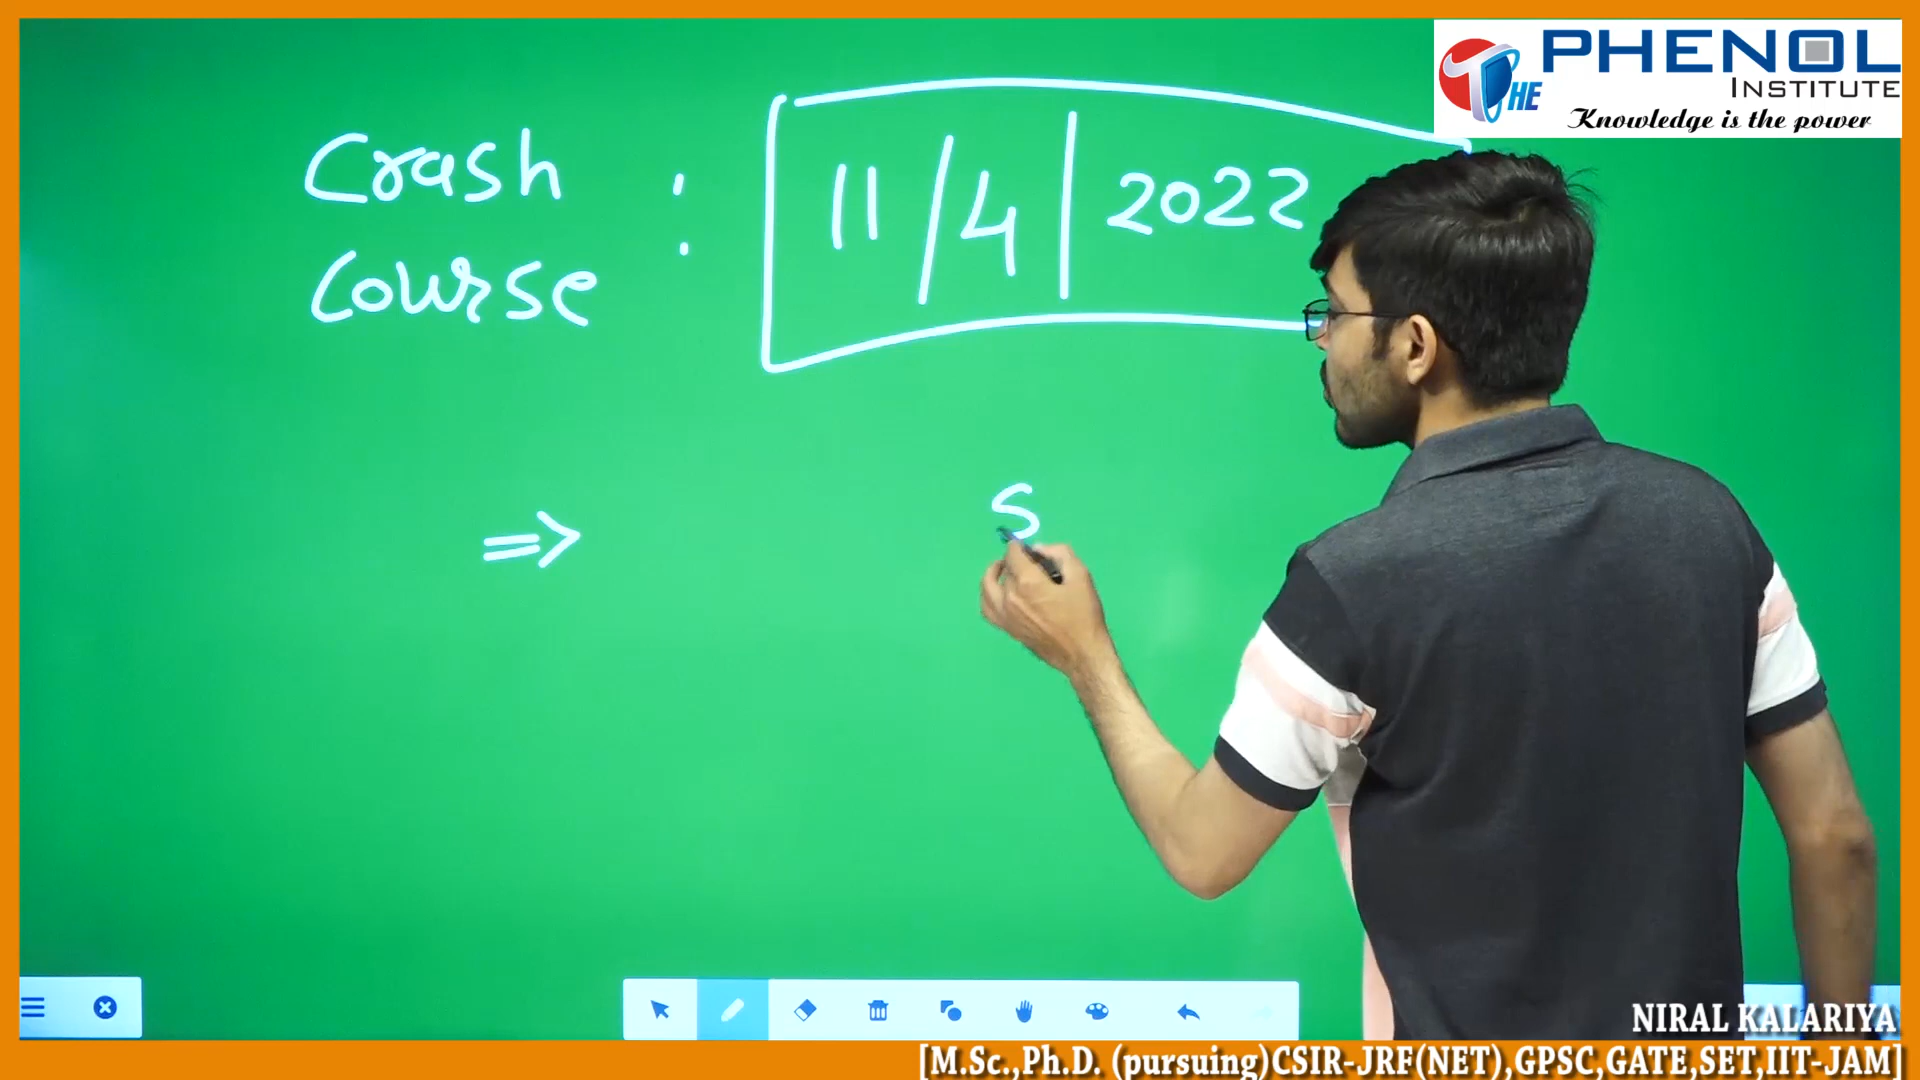 THE PHENOL
INSTITUTE
Knowledge is the power
Crash : 11/4/2022
Course
⇒ S
NIRAL KALARIYA
[M.Sc.,Ph.D. (pursuing)CSIR-JRF(NET),GPSC,GATE,SET,IIT-JAM]